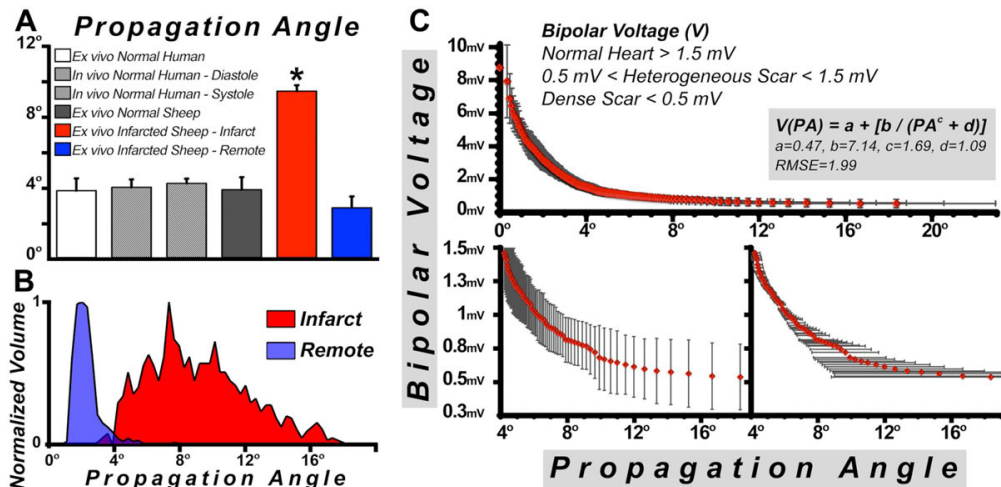 A
Propagation Angle
12°
8°
4°
0°
Ex vivo Normal Human
In vivo Normal Human - Diastole
In vivo Normal Human - Systole
Ex vivo Normal Sheep
Ex vivo Infarcted Sheep - Infarct
Ex vivo Infarcted Sheep - Remote
*
B
Normalized Volume
1
0
Infarct
Remote
0° 4° 8° 12° 16°
Propagation Angle
C
Bipolar Voltage
10mV
8mV
6mV
4mV
2mV
0mV
Bipolar Voltage (V)
Normal Heart > 1.5 mV
0.5 mV < Heterogeneous Scar < 1.5 mV
Dense Scar < 0.5 mV
V(PA) = a + [b / (PAᶜ + d)]
a=0.47, b=7.14, c=1.69, d=1.09
RMSE=1.99
0° 4° 8° 12° 16° 20°
1.5mV
1.3mV
1.0mV
0.8mV
0.5mV
0.3mV
4° 8° 12° 16°
4° 8° 12° 16°
Propagation Angle